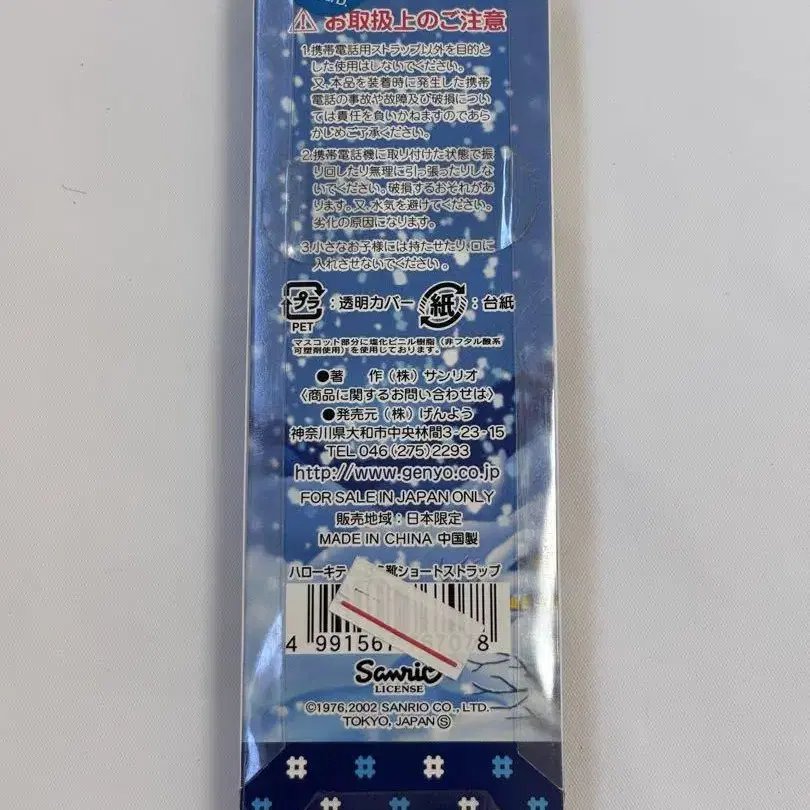 お取扱上のご注意
1.携帯電話用ストラップ以外を目的と
した使用はしないでください。
又、本品を装着時に発生した携帯
電話の事故や故障及び破損につい
ては責任を負いかねますのであら
かじめご了承ください。
2.携帯電話機に取り付けた状態で振
り回したり無理に引っ張ったりしな
いでください。破損するおそれがあ
ります。又、水気を避けてください。
劣化の原因になります。
3.小さなお子様には持たせたり、口に
入れさせないでください。
プラ :透明カバー 紙 :台紙
PET
マスコット部分に塩化ビニル樹脂(非フタル酸系
可塑剤使用)を使用しております。
●著 作(株)サンリオ
〈商品に関するお問い合わせは〉
●発売元(株)げんよう
神奈川県大和市中央林間3-23-15
TEL 046(275)2293
http://www.genyo.co.jp
FOR SALE IN JAPAN ONLY
販売地域:日本限定
MADE IN CHINA 中国製
ハローキテ 靴ショートストラップ
4 991567 67078
Sanrio
LICENSE
©1976,2002 SANRIO CO., LTD.
TOKYO, JAPAN Ⓢ